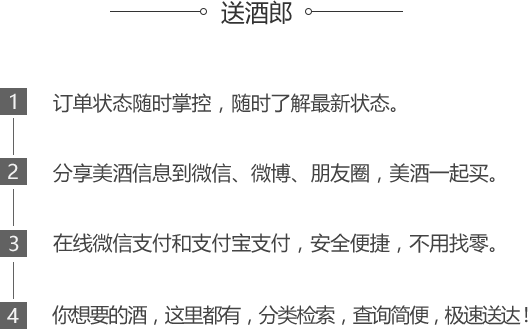 送酒郎
1 订单状态随时掌控，随时了解最新状态。
2 分享美酒信息到微信、微博、朋友圈，美酒一起买。
3 在线微信支付和支付宝支付，安全便捷，不用找零。
4 你想要的酒，这里都有，分类检索，查询简便，极速送达！